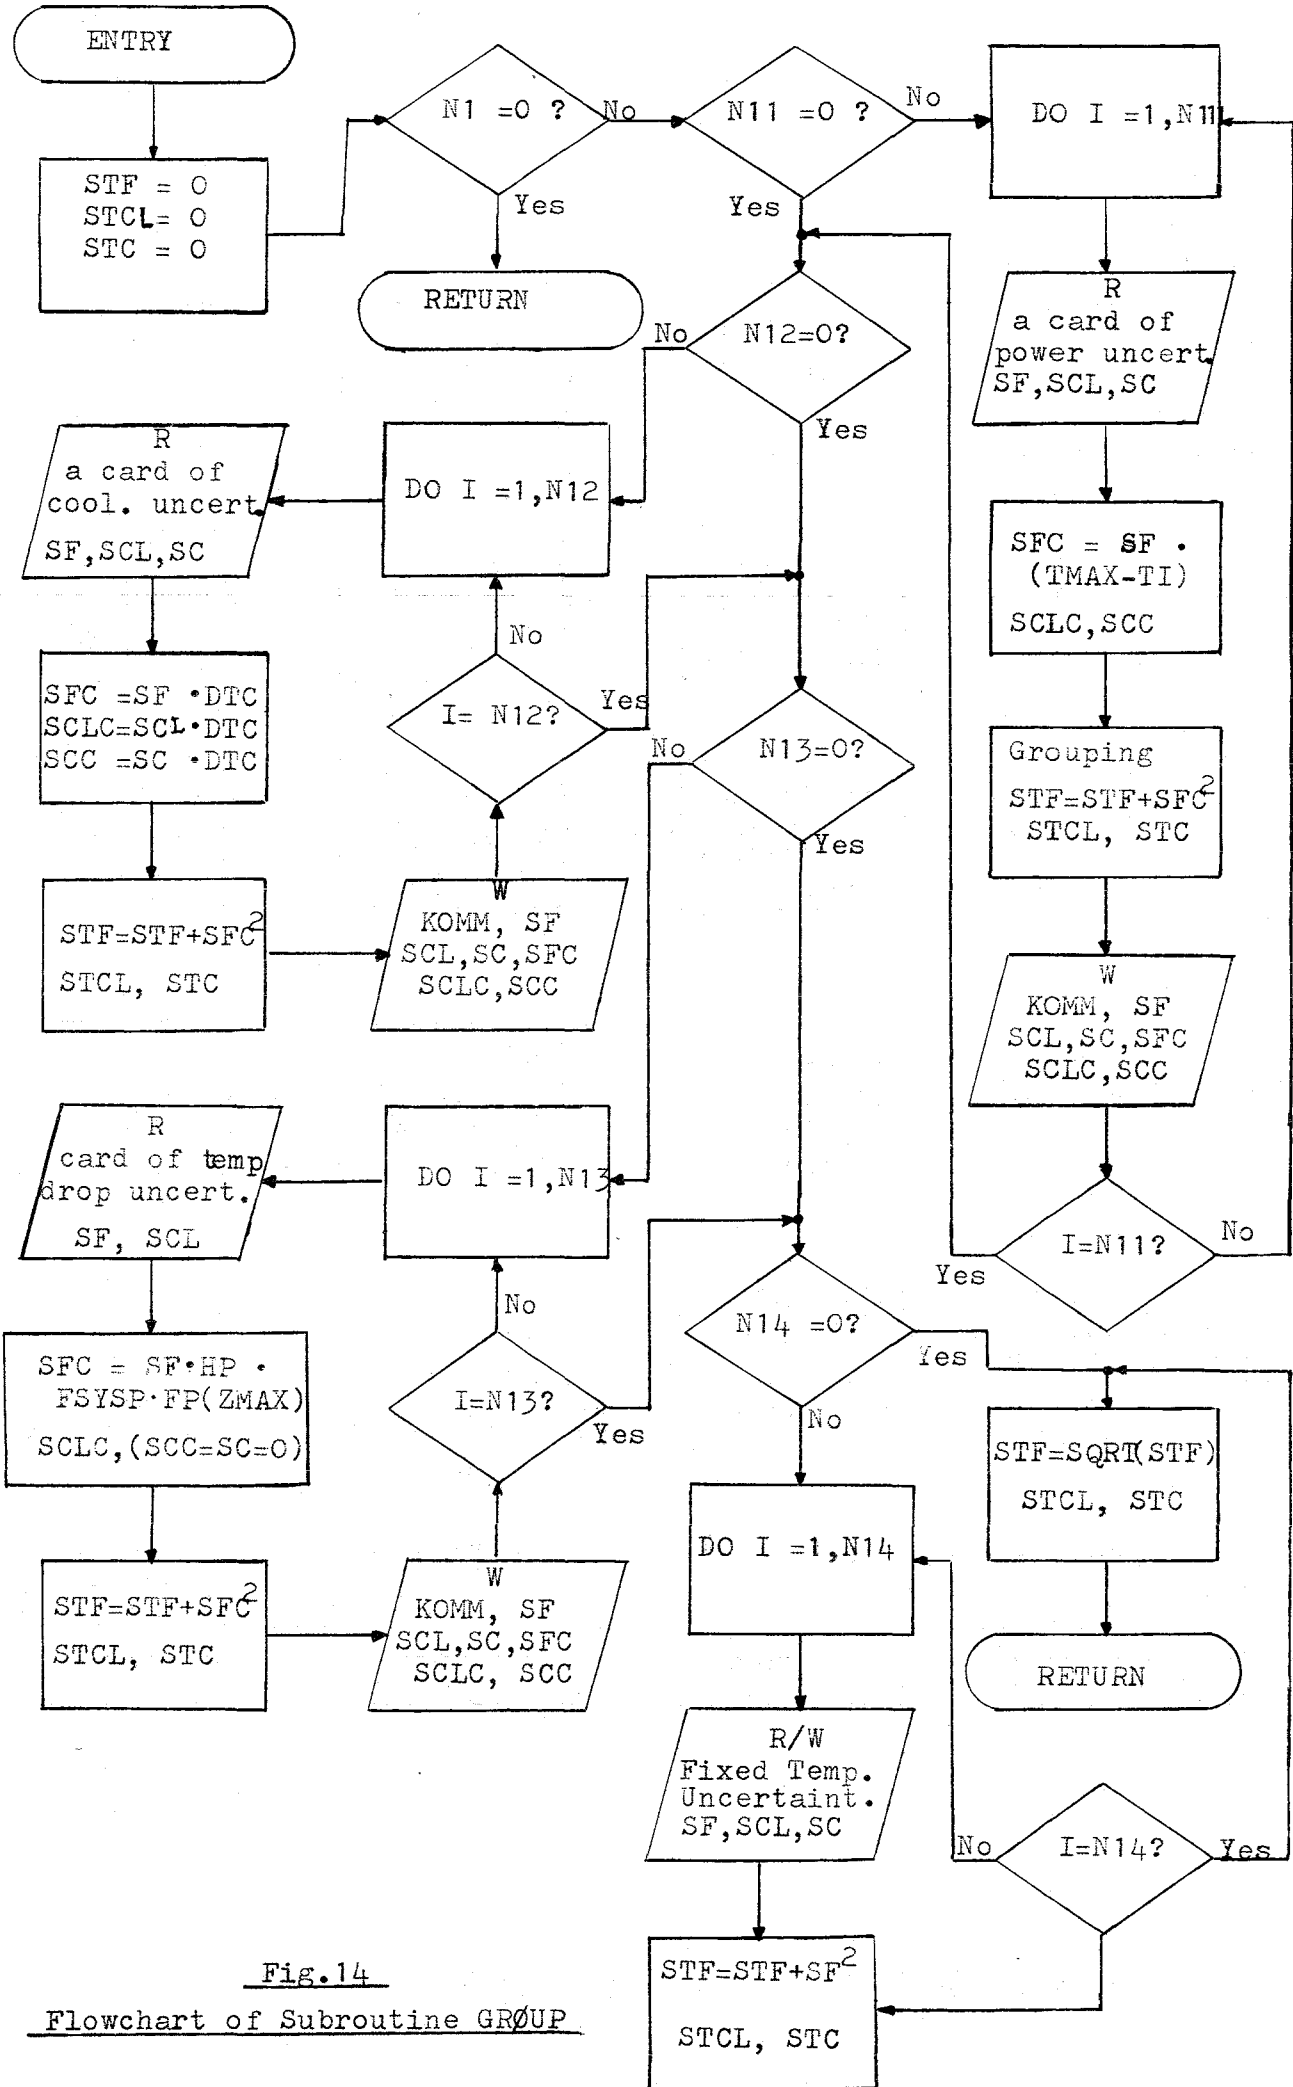 ENTRY
STF = 0
STCL= 0
STC = 0
N1 =0 ?
No
Yes
RETURN
N11 =0 ?
No
Yes
DO I =1,N11
R
a card of
power uncert.
SF,SCL,SC
SFC = SF ·
(TMAX-TI)
SCLC,SCC
Grouping
STF=STF+SFC²
STCL, STC
W
KOMM, SF
SCL,SC,SFC
SCLC,SCC
I=N11?
No
Yes
N12=0?
No
Yes
DO I =1,N12
R
a card of
cool. uncert.
SF,SCL,SC
SFC =SF ·DTC
SCLC=SCL·DTC
SCC =SC ·DTC
STF=STF+SFC²
STCL, STC
W
KOMM, SF
SCL,SC,SFC
SCLC,SCC
I= N12?
No
Yes
N13=0?
No
Yes
DO I =1,N13
R
card of temp
drop uncert.
SF, SCL
SFC = SF·HP ·
FSYSP·FP(ZMAX)
SCLC,(SCC=SC=0)
STF=STF+SFC²
STCL, STC
W
KOMM, SF
SCL,SC,SFC
SCLC, SCC
I=N13?
No
Yes
N14 =0?
Yes
No
STF=SQRT(STF)
STCL, STC
RETURN
DO I =1,N14
R/W
Fixed Temp.
Uncertaint.
SF,SCL,SC
I=N14?
No
Yes
STF=STF+SF²
STCL, STC
Fig.14
Flowchart of Subroutine GRØUP